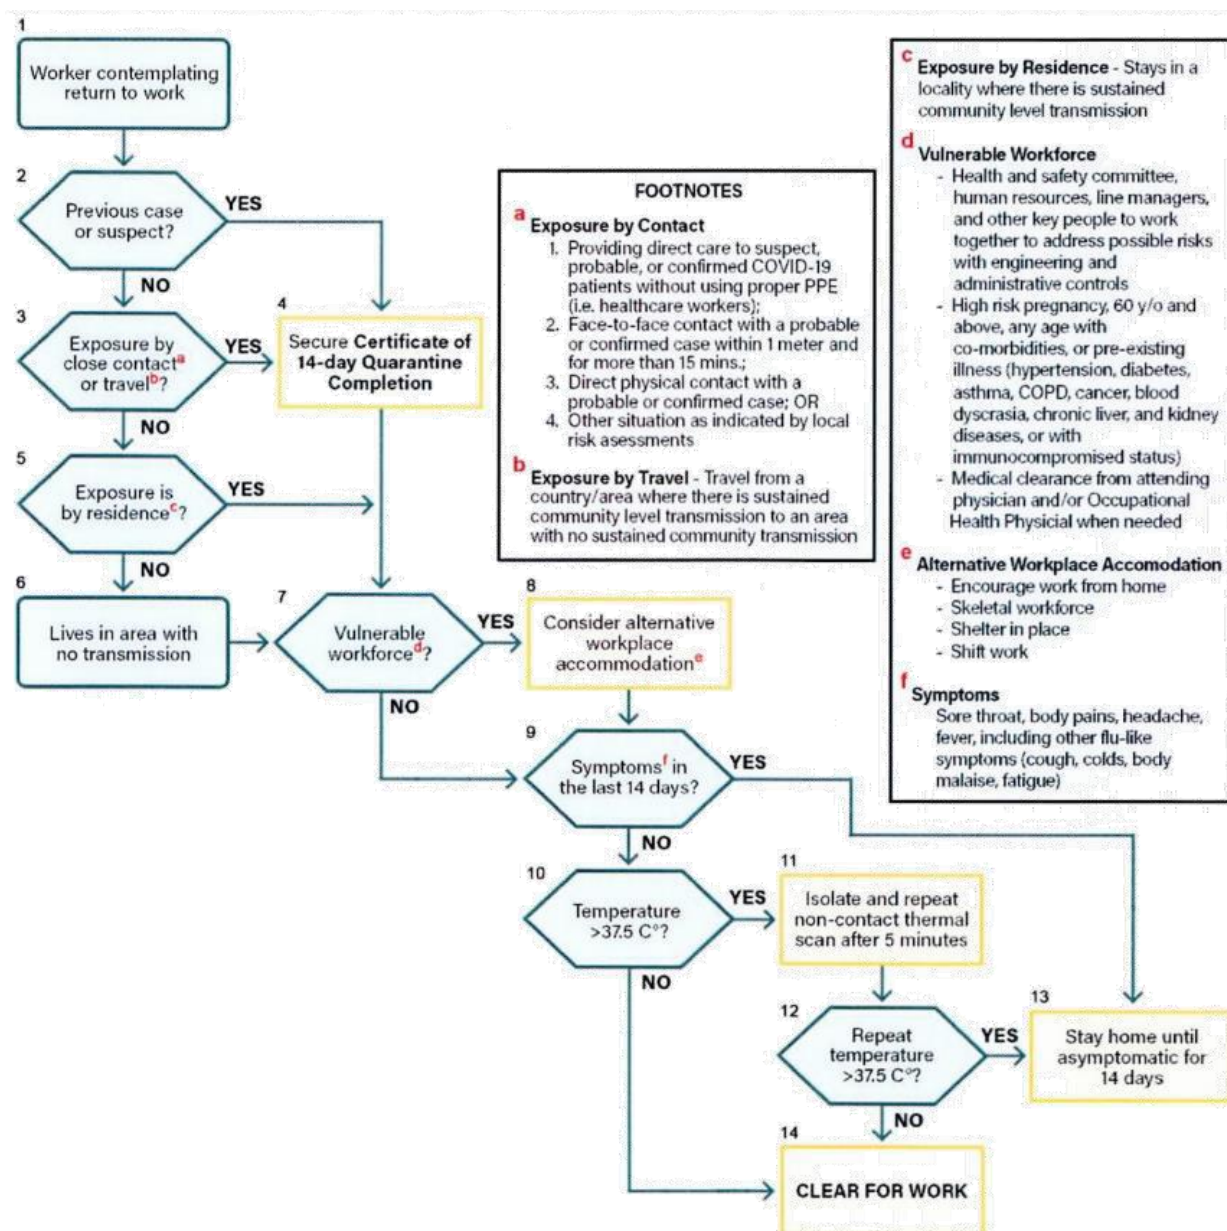 1
Worker contemplating
return to work
2
Previous case
or suspect?
YES
NO
3
Exposure by
close contactᵃ
or travelᵇ?
YES
NO
4
Secure Certificate of
14-day Quarantine
Completion
5
Exposure is
by residenceᶜ?
YES
NO
6
Lives in area with
no transmission
7
Vulnerable
workforceᵈ?
YES
NO
8
Consider alternative
workplace
accommodationᵉ
9
Symptomsᶠ in
the last 14 days?
YES
NO
10
Temperature
>37.5 C°?
YES
NO
11
Isolate and repeat
non-contact thermal
scan after 5 minutes
12
Repeat
temperature
>37.5 C°?
YES
NO
13
Stay home until
asymptomatic for
14 days
14
CLEAR FOR WORK
FOOTNOTES
a Exposure by Contact
1. Providing direct care to suspect,
probable, or confirmed COVID-19
patients without using proper PPE
(i.e. healthcare workers);
2. Face-to-face contact with a probable
or confirmed case within 1 meter and
for more than 15 mins.;
3. Direct physical contact with a
probable or confirmed case; OR
4. Other situation as indicated by local
risk asessments
b Exposure by Travel - Travel from a
country/area where there is sustained
community level transmission to an area
with no sustained community transmission
c Exposure by Residence - Stays in a
locality where there is sustained
community level transmission
d Vulnerable Workforce
- Health and safety committee,
human resources, line managers,
and other key people to work
together to address possible risks
with engineering and
administrative controls
- High risk pregnancy, 60 y/o and
above, any age with
co-morbidities, or pre-existing
illness (hypertension, diabetes,
asthma, COPD, cancer, blood
dyscrasia, chronic liver, and kidney
diseases, or with
immunocompromised status)
- Medical clearance from attending
physician and/or Occupational
Health Physicial when needed
e Alternative Workplace Accomodation
- Encourage work from home
- Skeletal workforce
- Shelter in place
- Shift work
f Symptoms
Sore throat, body pains, headache,
fever, including other flu-like
symptoms (cough, colds, body
malaise, fatigue)